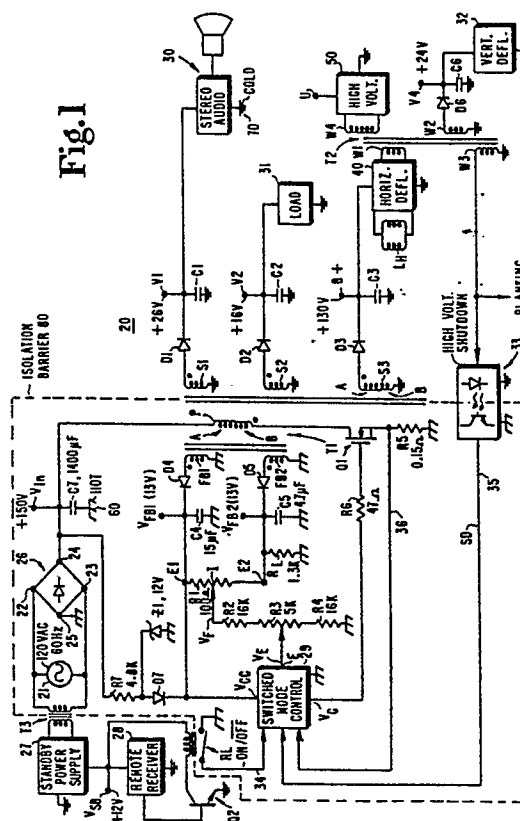 Fig.1
ISOLATION BARRIER 80
+150V
Vin
C7, 1400µF
HOT
60
26
22
24
25
23
120VAC
60Hz
21
T3
27
STANDBY
POWER
SUPPLY
VSB
+12V
28
REMOTE
RECEIVER
Q2
RL
ON/OFF
34
R7
4.8K
D7
Z1, 12V
VCC
SWITCHED
MODE
CONTROL
29
VE
E
VG
VF
R1
100Ω
R2
16K
R3
5K
R4
16K
E1
E2
RL
1.3K
VFB1 (13V)
C4
15µF
D4
FB1
VFB2 (13V)
C5
47µF
D5
FB2
A
B
P
T1
Q1
R6
47Ω
R5
0.15Ω
36
SD
35
20
S1
D1
+26V
V1
C1
STEREO
AUDIO
30
70
COLD
S2
D2
+16V
V2
C2
LOAD
31
A
S3
B
D3
+130V
B+
C3
HORIZ.
DEFL.
40
LH
W1
T2
W4
HIGH
VOLT.
50
U
W2
D6
V4
+24V
C6
VERT.
DEFL.
32
W3
HIGH VOLT.
SHUTDOWN
33